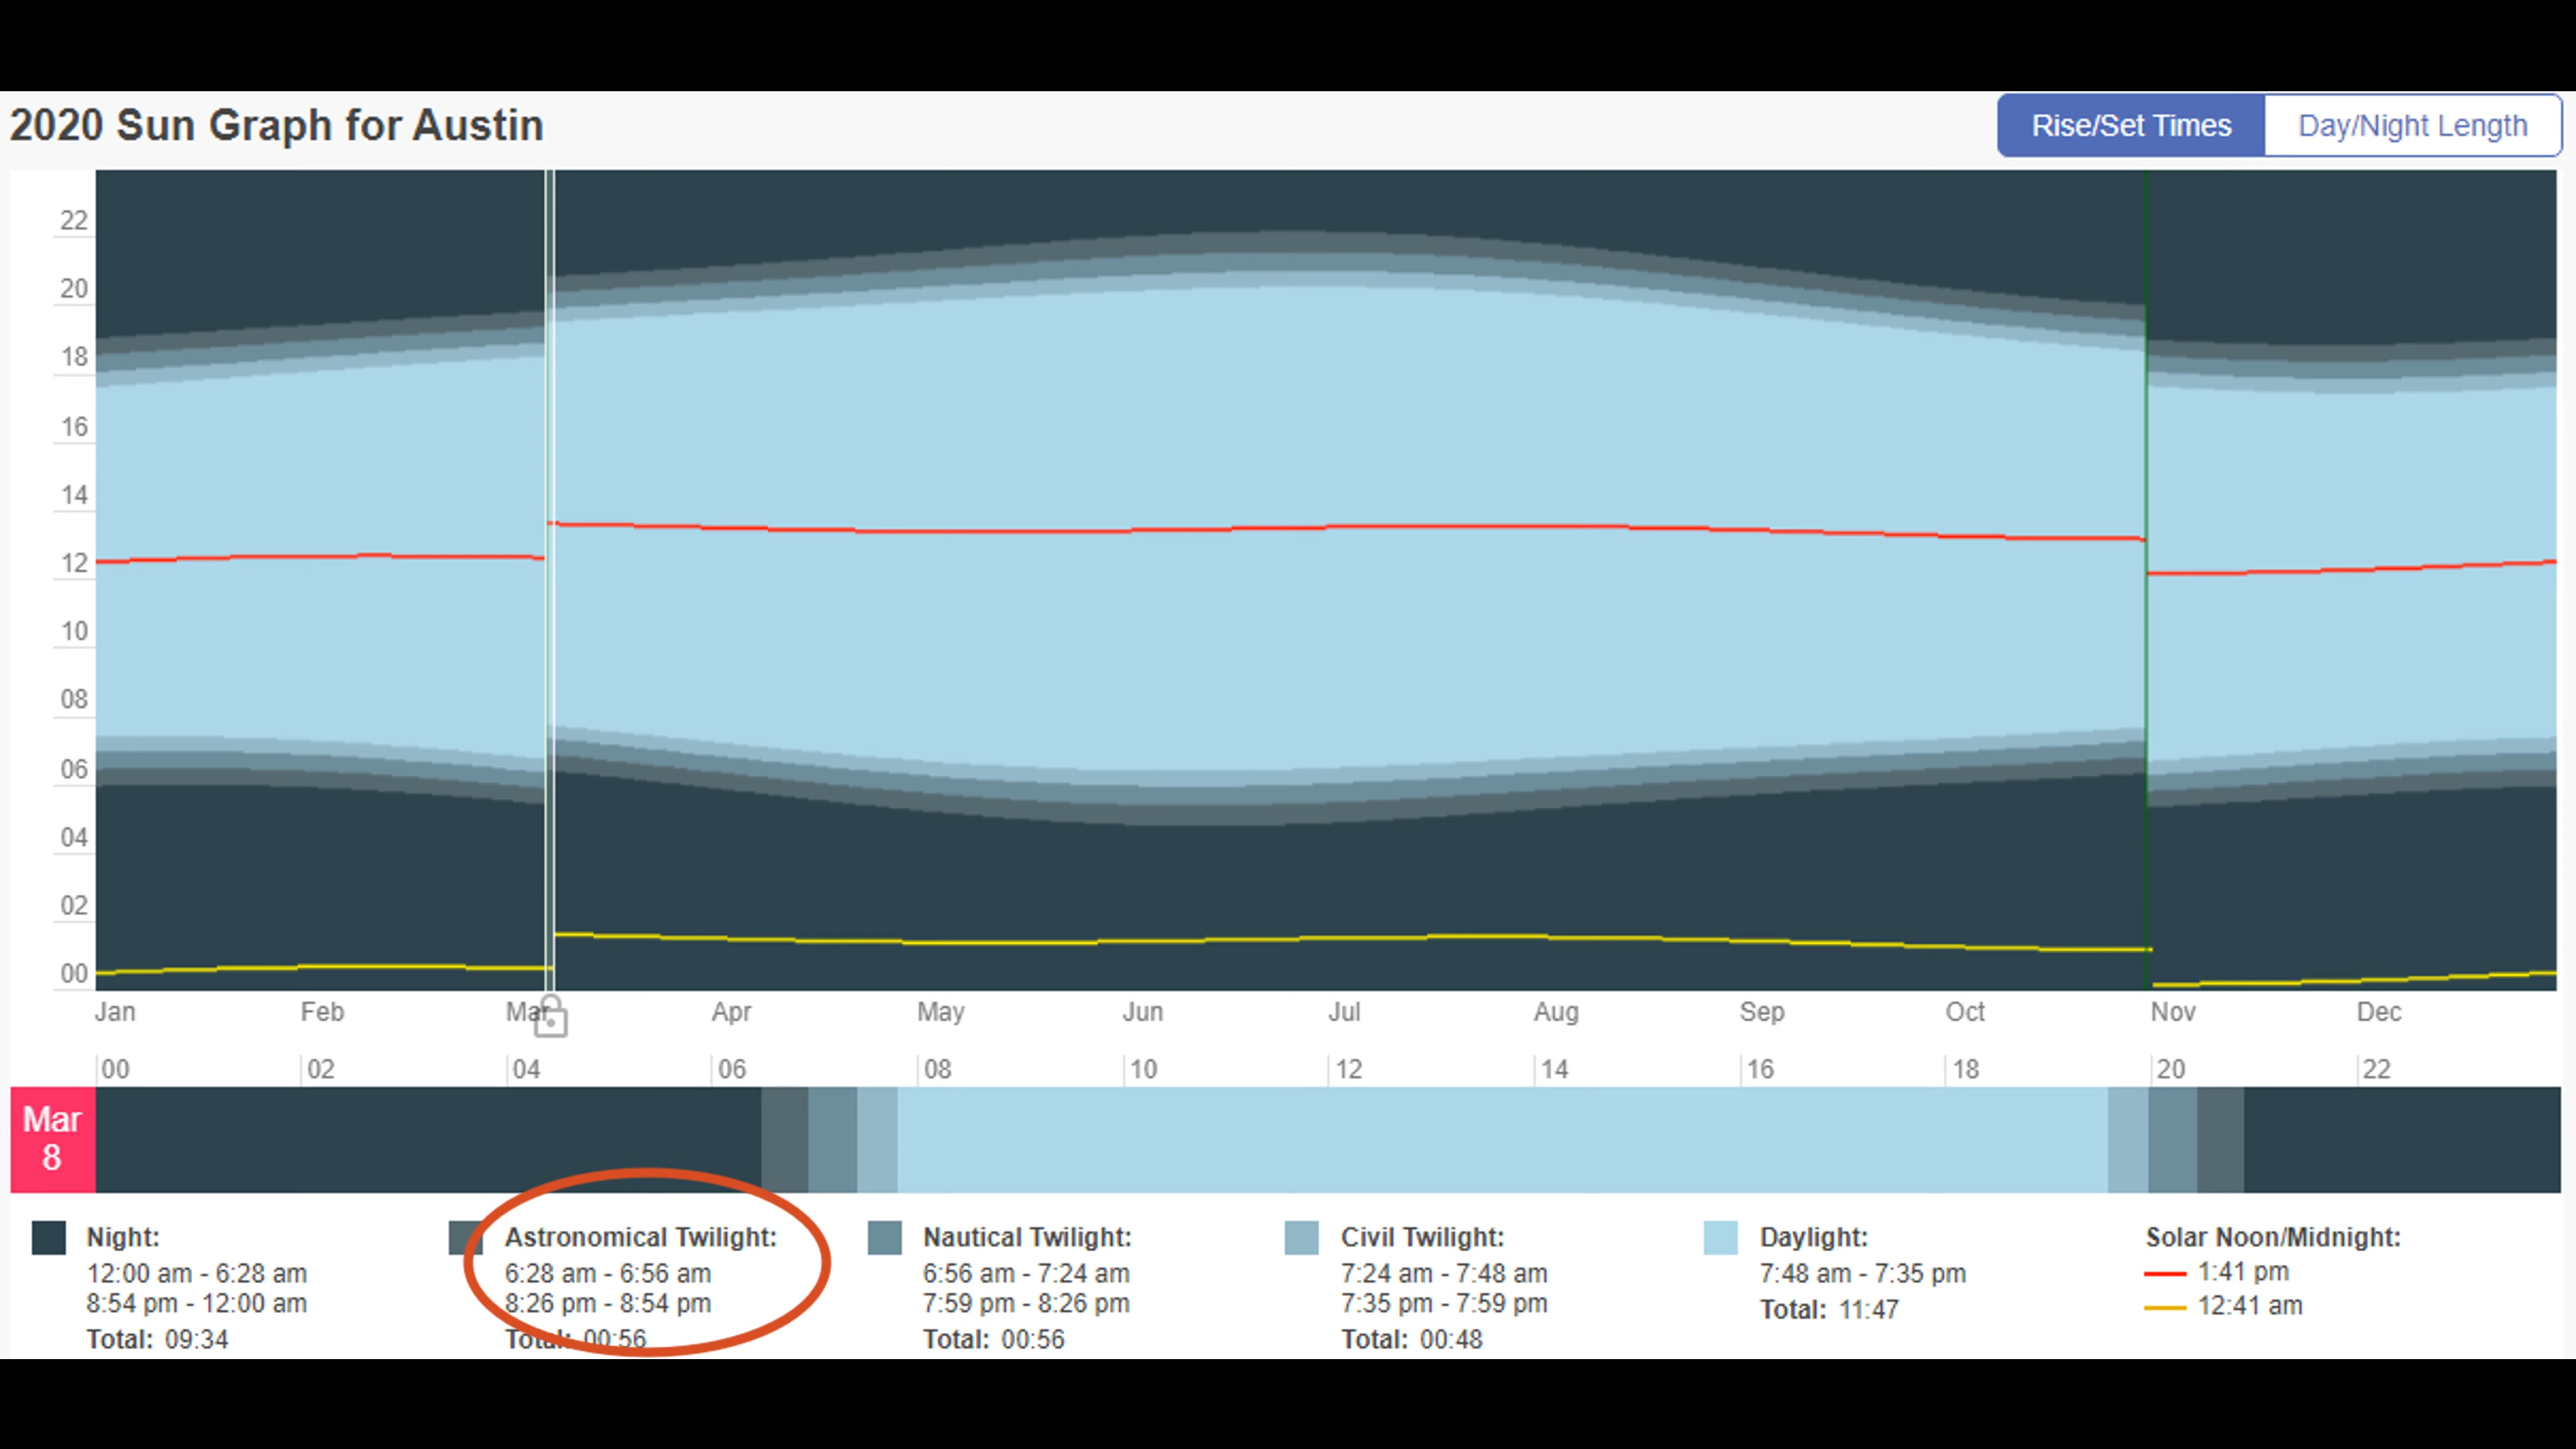 2020 Sun Graph for Austin
Rise/Set Times
Day/Night Length
22
20
18
16
14
12
10
08
06
04
02
00
Jan Feb Mar Apr May Jun Jul Aug Sep Oct Nov Dec
00 02 04 06 08 10 12 14 16 18 20 22
Mar
8
Night:
12:00 am - 6:28 am
8:54 pm - 12:00 am
Total: 09:34
Astronomical Twilight:
6:28 am - 6:56 am
8:26 pm - 8:54 pm
Total: 00:56
Nautical Twilight:
6:56 am - 7:24 am
7:59 pm - 8:26 pm
Total: 00:56
Civil Twilight:
7:24 am - 7:48 am
7:35 pm - 7:59 pm
Total: 00:48
Daylight:
7:48 am - 7:35 pm
Total: 11:47
Solar Noon/Midnight:
1:41 pm
12:41 am